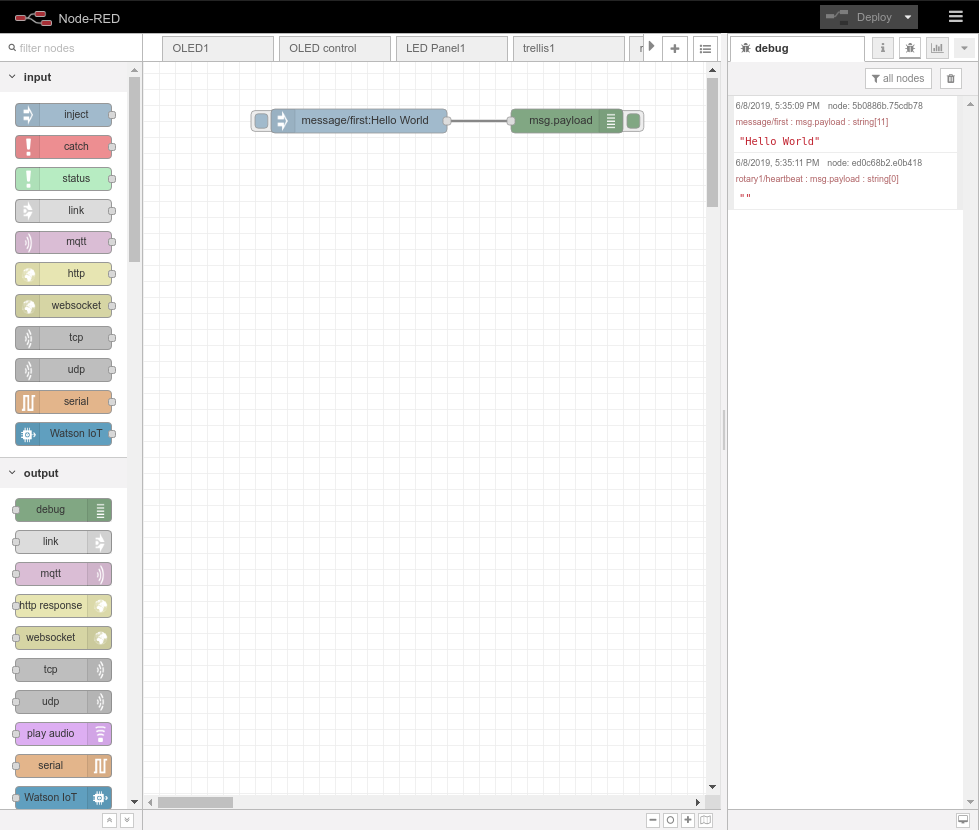 Node-RED
Deploy
filter nodes
OLED1
OLED control
LED Panel1
trellis1
debug
i
input
inject
catch
status
link
mqtt
http
websocket
tcp
udp
serial
Watson IoT
output
debug
link
mqtt
http response
websocket
tcp
udp
play audio
serial
Watson IoT
message/first:Hello World
msg.payload
all nodes
6/8/2019, 5:35:09 PM node: 5b0886b.75cdb78
message/first : msg.payload : string[11]
"Hello World"
6/8/2019, 5:35:11 PM node: ed0c68b2.e0b418
rotary1/heartbeat : msg.payload : string[0]
""